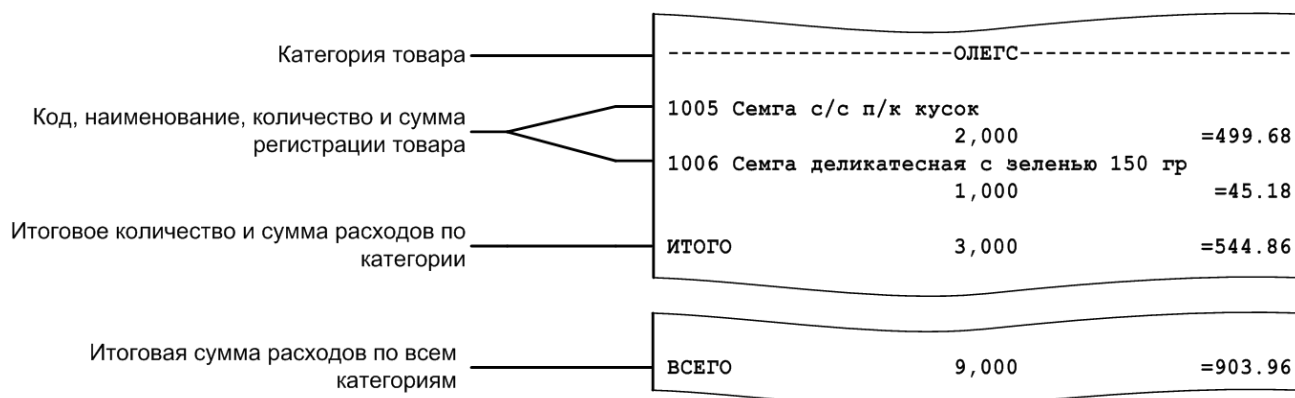 Категория товара
--------------------ОЛЕГС-------------------
Код, наименование, количество и сумма
регистрации товара
1005 Семга с/с п/к кусок
2,000 =499.68
1006 Семга деликатесная с зеленью 150 гр
1,000 =45.18
Итоговое количество и сумма расходов по
категории
ИТОГО 3,000 =544.86
Итоговая сумма расходов по всем
категориям
ВСЕГО 9,000 =903.96